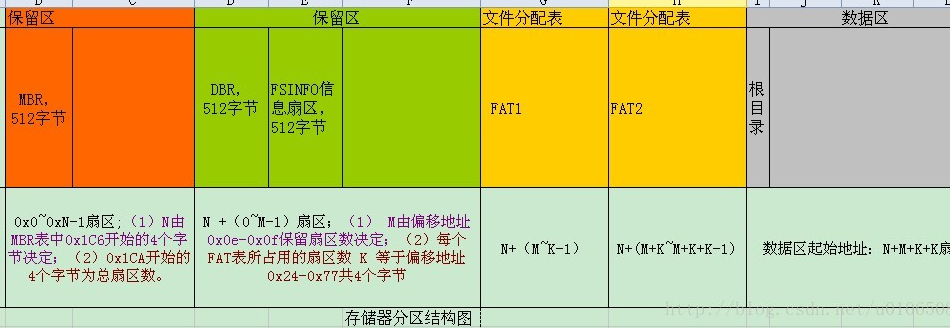 保留区
保留区
文件分配表
文件分配表
数据区
MBR，
512字节
DBR，
512字节
FSINFO信
息扇区，
512字节
FAT1
FAT2
根
目
录
0x0~0xN-1扇区;（1）N由
MBR表中0x1C6开始的4个字
节决定；（2）0x1CA开始的
4个字节为总扇区数。
N +（0~M-1）扇区；（1） M由偏移地址
0x0e-0x0f保留扇区数决定；（2）每个
FAT表所占用的扇区数 K 等于偏移地址
0x24-0x77共4个字节
N+（M~K-1）
N+(M+K~M+K+K-1)
数据区起始地址：N+M+K+K扇
存储器分区结构图